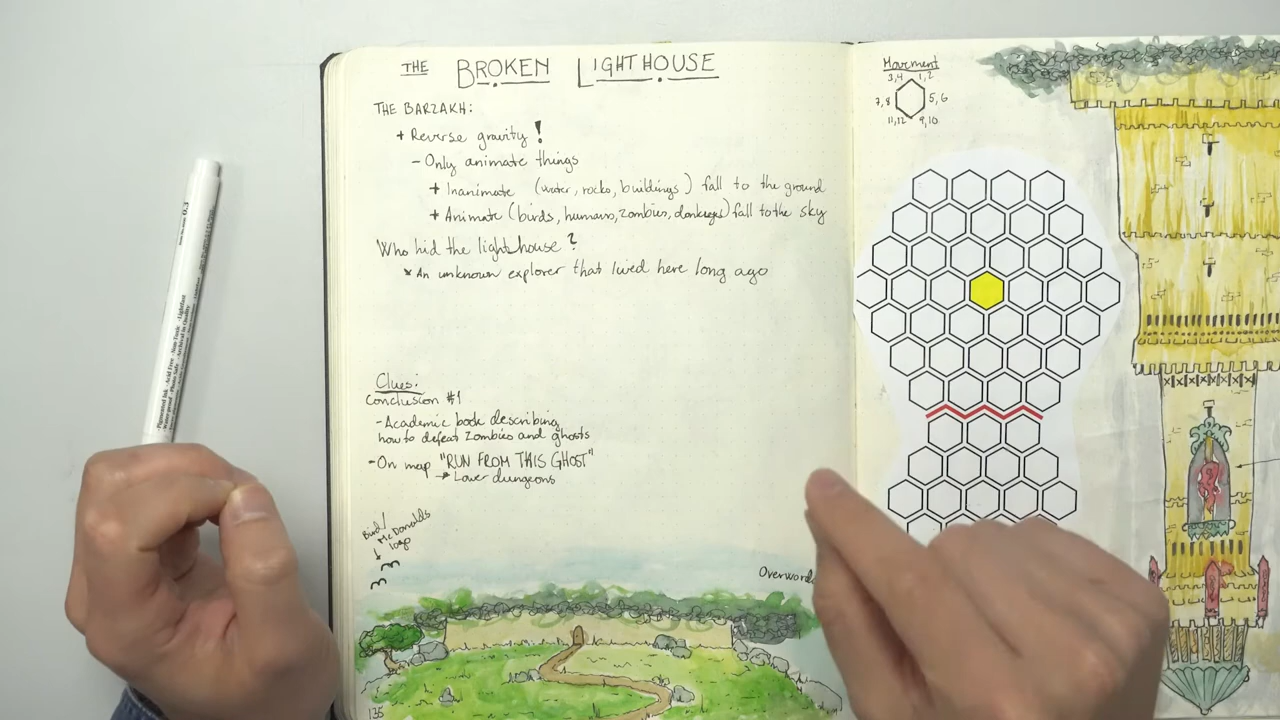 THE BROKEN LIGHTHOUSE
THE BARZAKH:
+ Reverse gravity!
- Only animate things
+ Inanimate (water, rocks, buildings) fall to the ground
+ Animate (birds, humans, zombies, donkeys) fall to the sky
Who hid the lighthouse?
* An unknown explorer that lived here long ago
Clues:
Conclusion #1
- Academic book describing
how to defeat zombies and ghosts
- On map "RUN FROM THIS GHOST"
→ Lower dungeons
Bird/
McDonalds
logo
Overworld
135
Movement
3,4 1,2
7,8 5,6
11,12 9,10
0.3